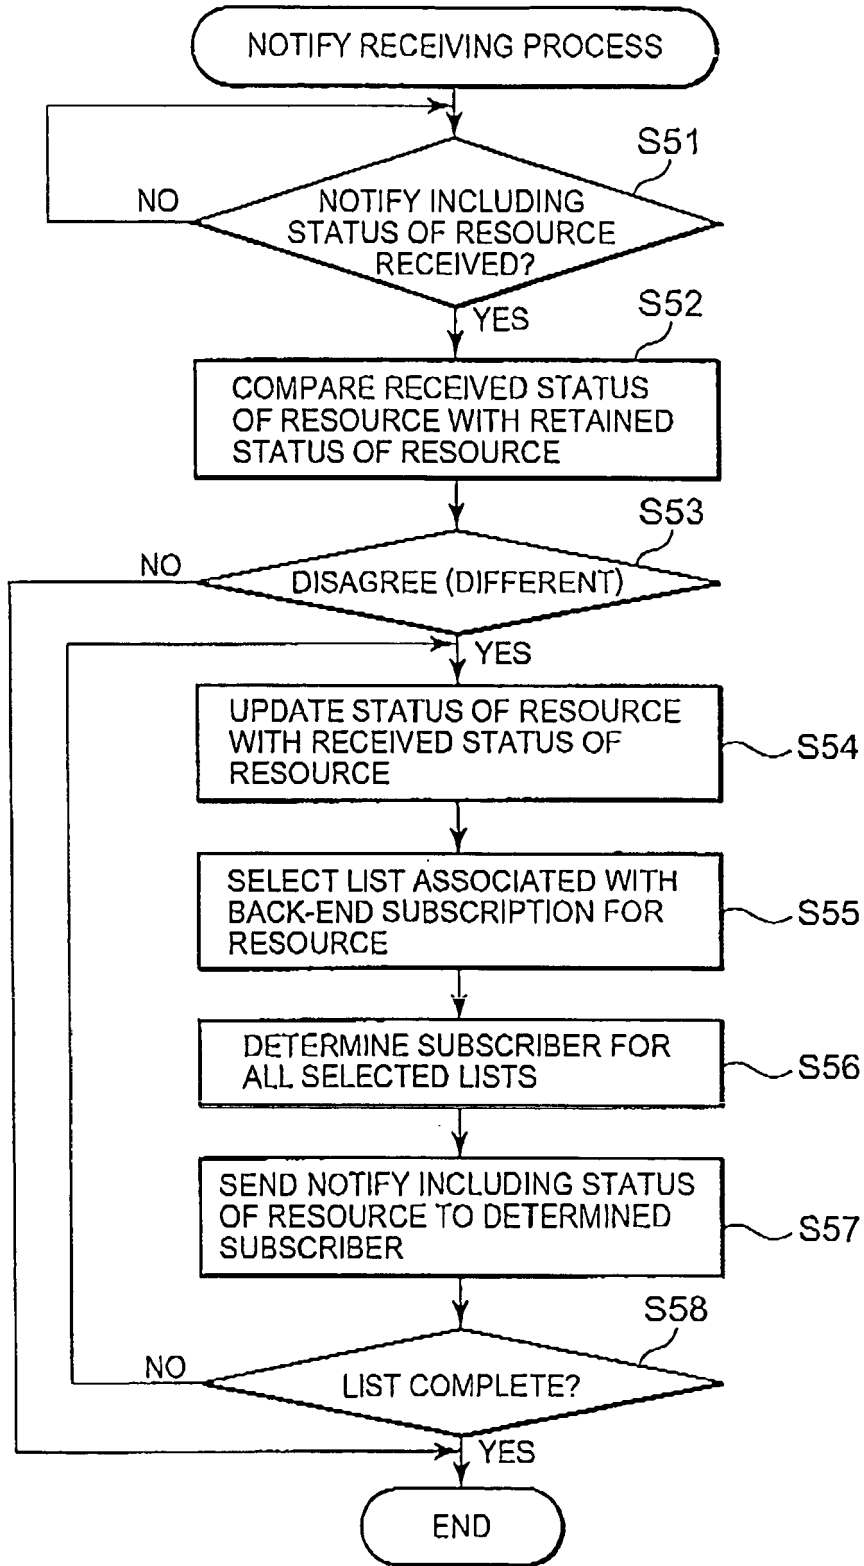 NOTIFY RECEIVING PROCESS
S51
NO
NOTIFY INCLUDING
STATUS OF RESOURCE
RECEIVED?
YES
S52
COMPARE RECEIVED STATUS
OF RESOURCE WITH RETAINED
STATUS OF RESOURCE
S53
NO
DISAGREE (DIFFERENT)
YES
UPDATE STATUS OF RESOURCE
WITH RECEIVED STATUS OF
RESOURCE
S54
SELECT LIST ASSOCIATED WITH
BACK-END SUBSCRIPTION FOR
RESOURCE
S55
DETERMINE SUBSCRIBER FOR
ALL SELECTED LISTS
S56
SEND NOTIFY INCLUDING STATUS
OF RESOURCE TO DETERMINED
SUBSCRIBER
S57
S58
NO
LIST COMPLETE?
YES
END